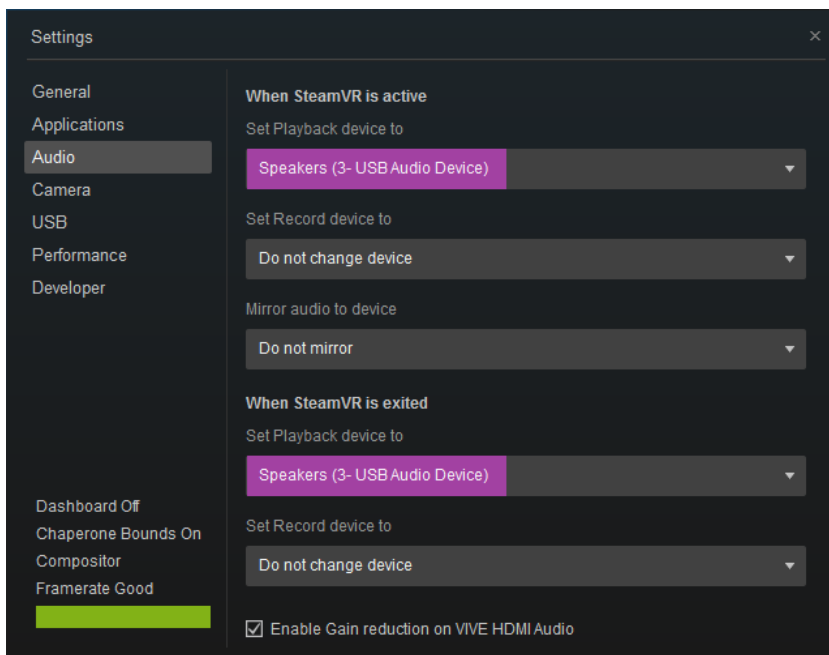 Settings
General
Applications
Audio
Camera
USB
Performance
Developer
Dashboard Off
Chaperone Bounds On
Compositor
Framerate Good
When SteamVR is active
Set Playback device to
Speakers (3- USB Audio Device)
Set Record device to
Do not change device
Mirror audio to device
Do not mirror
When SteamVR is exited
Set Playback device to
Speakers (3- USB Audio Device)
Set Record device to
Do not change device
Enable Gain reduction on VIVE HDMI Audio